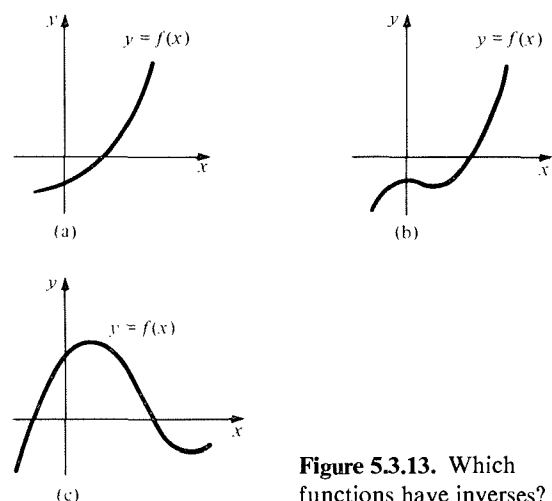 y
y = f(x)
x
(a)
y
y = f(x)
x
(b)
y
y = f(x)
x
(c)
Figure 5.3.13. Which
functions have inverses?